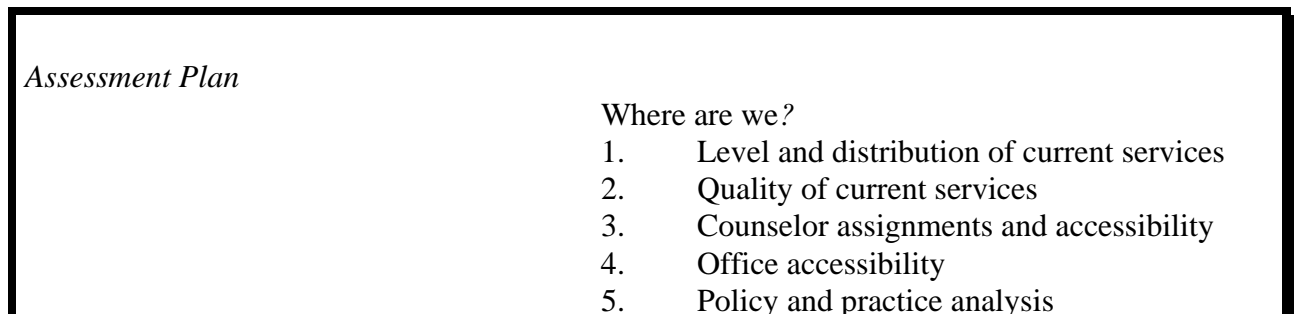 Assessment Plan
Where are we?
1. Level and distribution of current services
2. Quality of current services
3. Counselor assignments and accessibility
4. Office accessibility
5. Policy and practice analysis